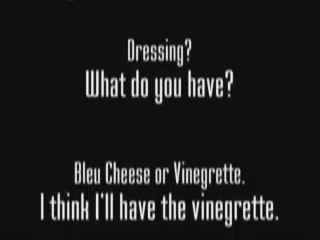 Dressing?
What do you have?
Bleu Cheese or Vinegrette.
I think I'll have the vinegrette.